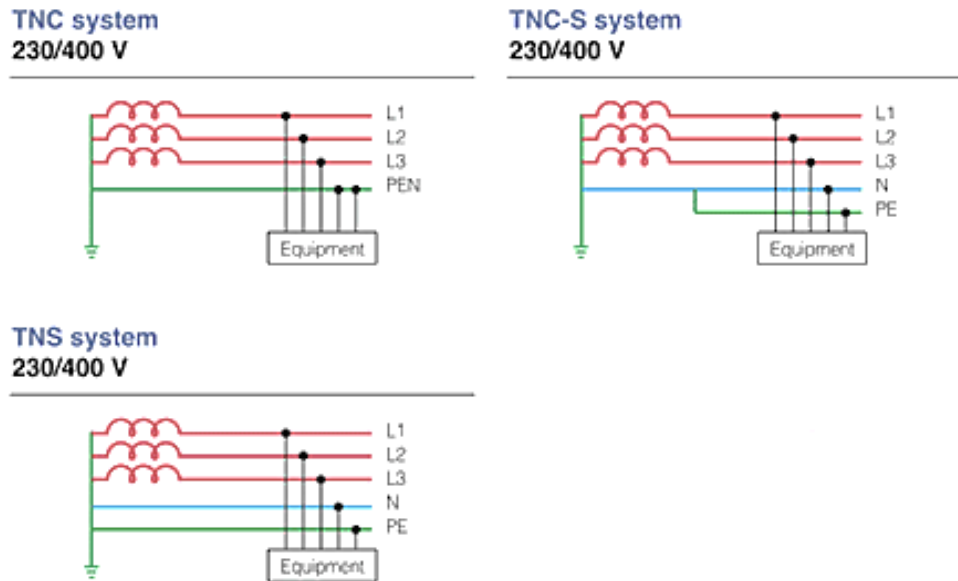 TNC system
230/400 V
L1
L2
L3
PEN
Equipment
TNC-S system
230/400 V
L1
L2
L3
N
PE
Equipment
TNS system
230/400 V
L1
L2
L3
N
PE
Equipment